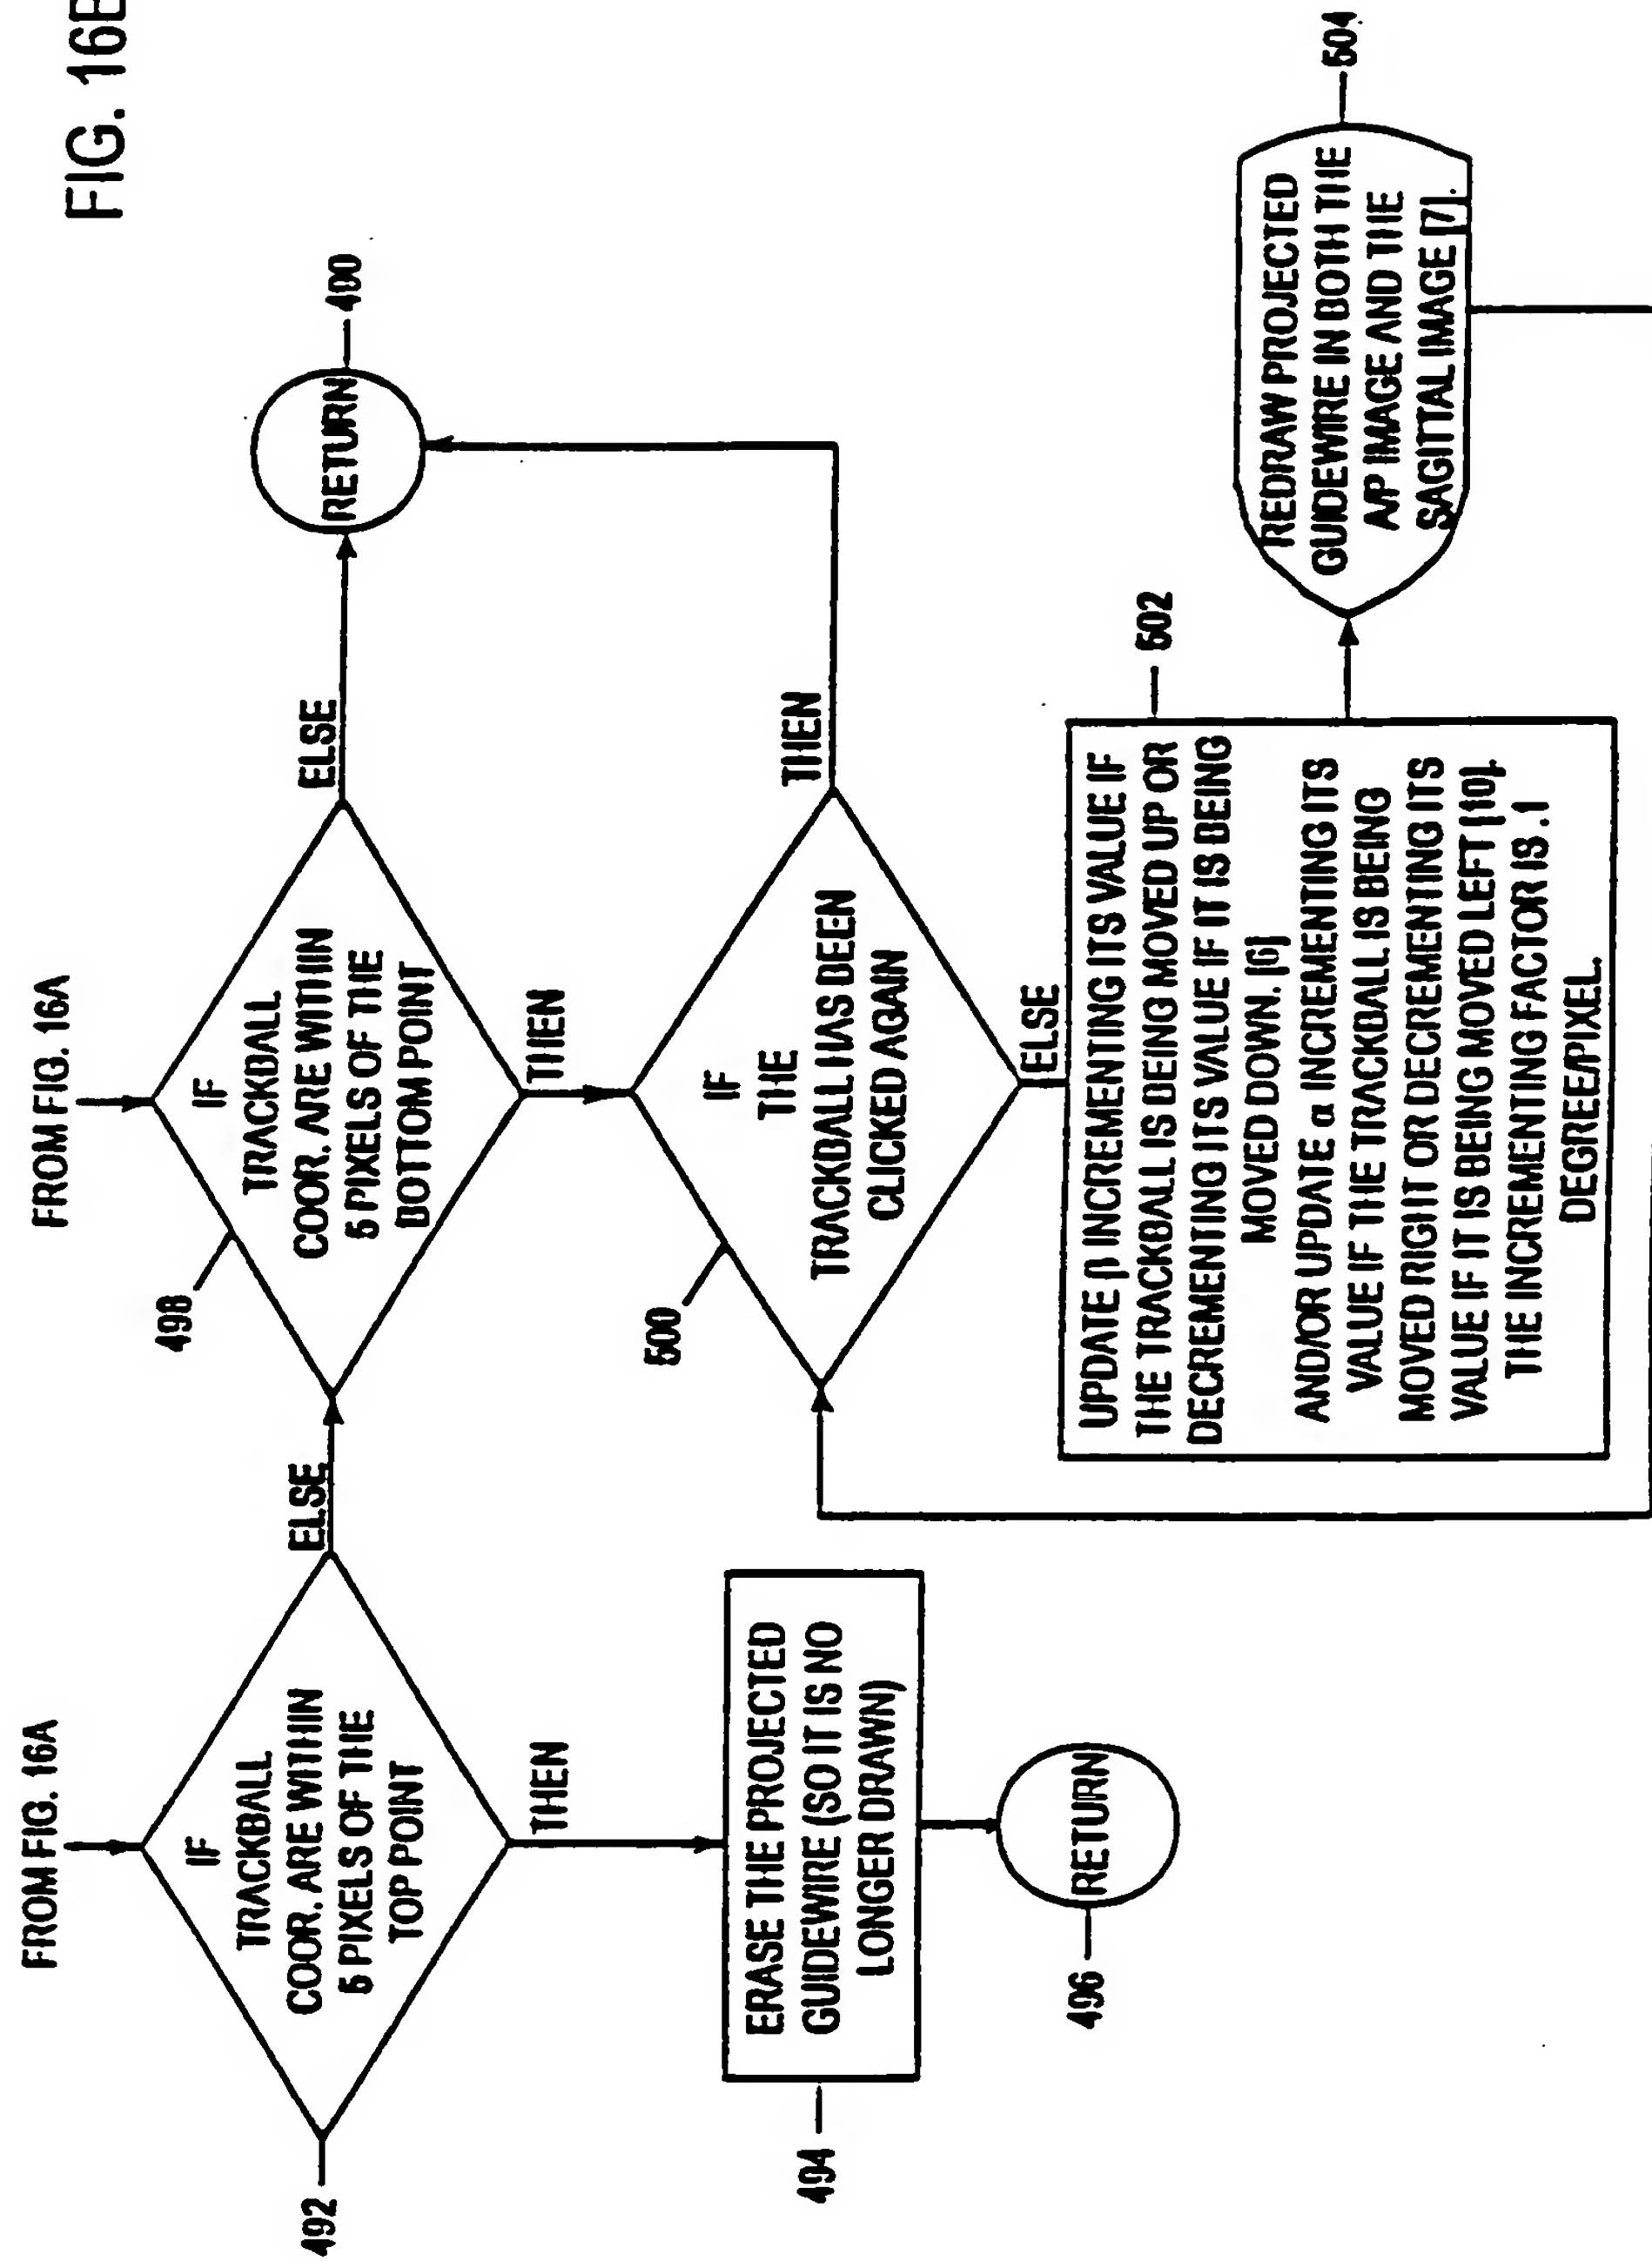 FIG. 16B
FROM FIG. 16A
492
IF
TRACKBALL
COOR. ARE WITHIN
5 PIXELS OF THE
TOP POINT
ELSE
THEN
494
ERASE THE PROJECTED
GUIDEWIRE (SO IT IS NO
LONGER DRAWN)
496
RETURN
FROM FIG. 16A
498
IF
TRACKBALL
COOR. ARE WITHIN
5 PIXELS OF THE
BOTTOM POINT
ELSE
RETURN
400
THEN
500
IF
THE
TRACKBALL HAS BEEN
CLICKED AGAIN
THEN
ELSE
UPDATE β INCREMENTING ITS VALUE IF
THE TRACKBALL IS BEING MOVED UP OR
DECREMENTING ITS VALUE IF IT IS BEING
MOVED DOWN. [6]
AND/OR UPDATE α INCREMENTING ITS
VALUE IF THE TRACKBALL IS BEING
MOVED RIGHT OR DECREMENTING ITS
VALUE IF IT IS BEING MOVED LEFT [10].
THE INCREMENTING FACTOR IS .1
DEGREE/PIXEL.
502
REDRAW PROJECTED
GUIDEWIRE IN BOTH THE
A/P IMAGE AND THE
SAGITTAL IMAGE [7].
504